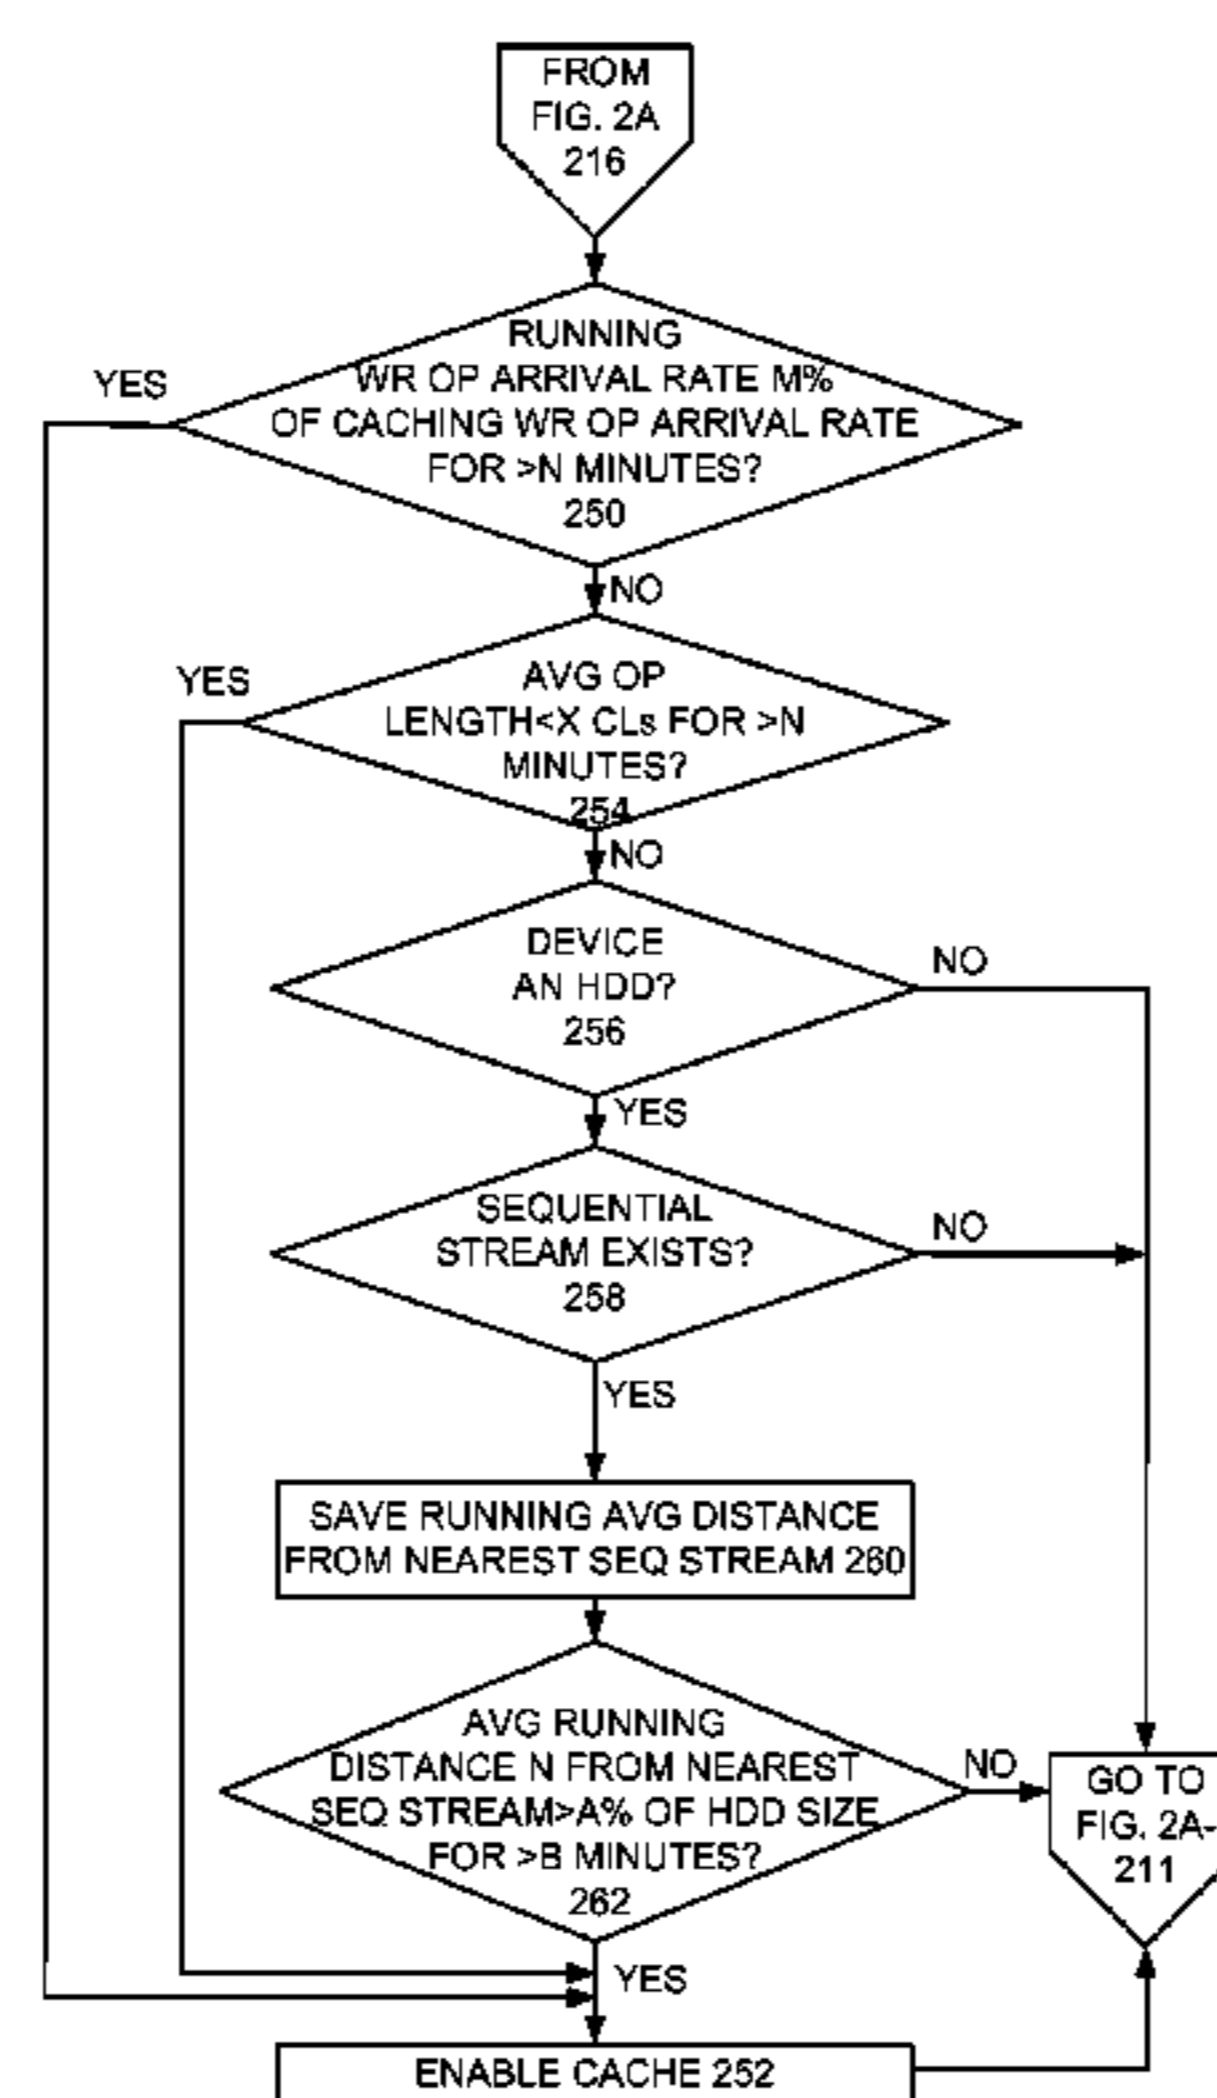 FROM
FIG. 2A
216
RUNNING
WR OP ARRIVAL RATE M%
OF CACHING WR OP ARRIVAL RATE
FOR >N MINUTES?
250
YES
NO
AVG OP
LENGTH<X CLs FOR >N
MINUTES?
254
YES
NO
DEVICE
AN HDD?
256
NO
YES
SEQUENTIAL
STREAM EXISTS?
258
NO
YES
SAVE RUNNING AVG DISTANCE
FROM NEAREST SEQ STREAM 260
AVG RUNNING
DISTANCE N FROM NEAREST
SEQ STREAM>A% OF HDD SIZE
FOR >B MINUTES?
262
NO
GO TO
FIG. 2A-
211
YES
ENABLE CACHE 252